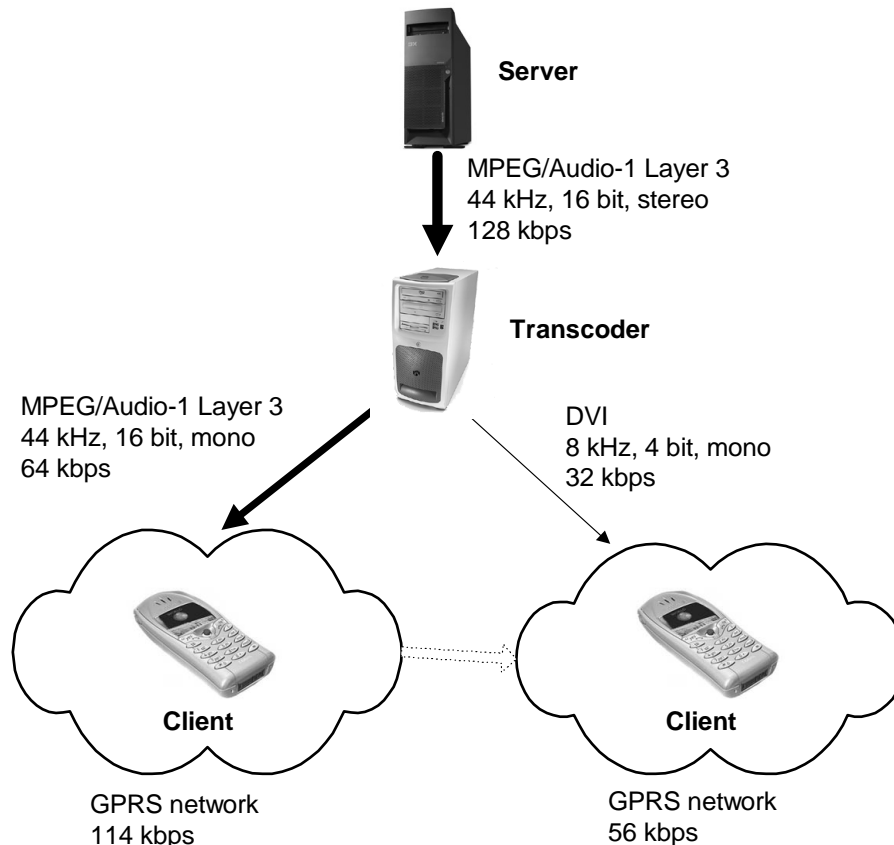 Server
MPEG/Audio-1 Layer 3
44 kHz, 16 bit, stereo
128 kbps
Transcoder
MPEG/Audio-1 Layer 3
44 kHz, 16 bit, mono
64 kbps
DVI
8 kHz, 4 bit, mono
32 kbps
Client
Client
GPRS network
114 kbps
GPRS network
56 kbps